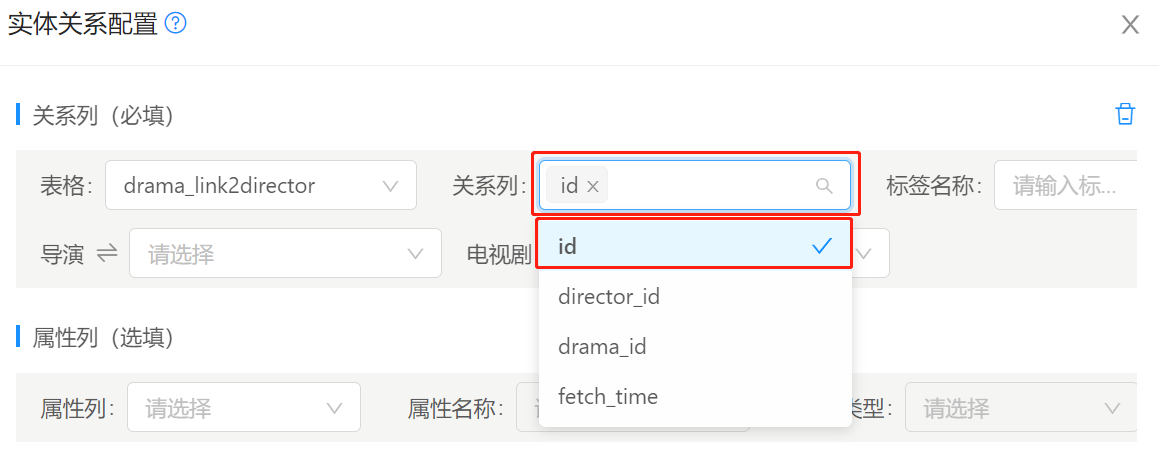 实体关系配置 ?
关系列（必填）
表格： drama_link2director 关系列： id × 标签名称： 请输入标...
导演 ⇌ 请选择 电视剧
id
director_id
drama_id
fetch_time
属性列（选填）
属性列： 请选择 属性名称： 类型： 请选择